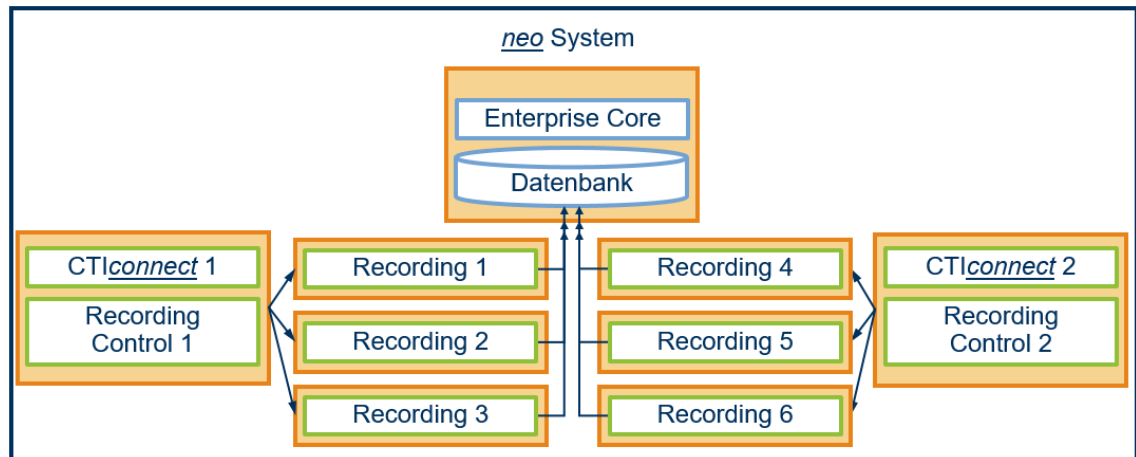 neo System
Enterprise Core
Datenbank
CTIconnect 1
Recording
Control 1
Recording 1
Recording 2
Recording 3
Recording 4
Recording 5
Recording 6
CTIconnect 2
Recording
Control 2